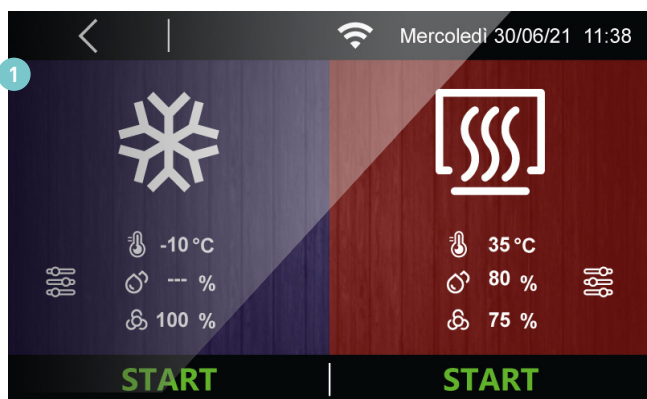 Mercoledì 30/06/21 11:38
1
-10 °C
--- %
100 %
35 °C
80 %
75 %
START
START